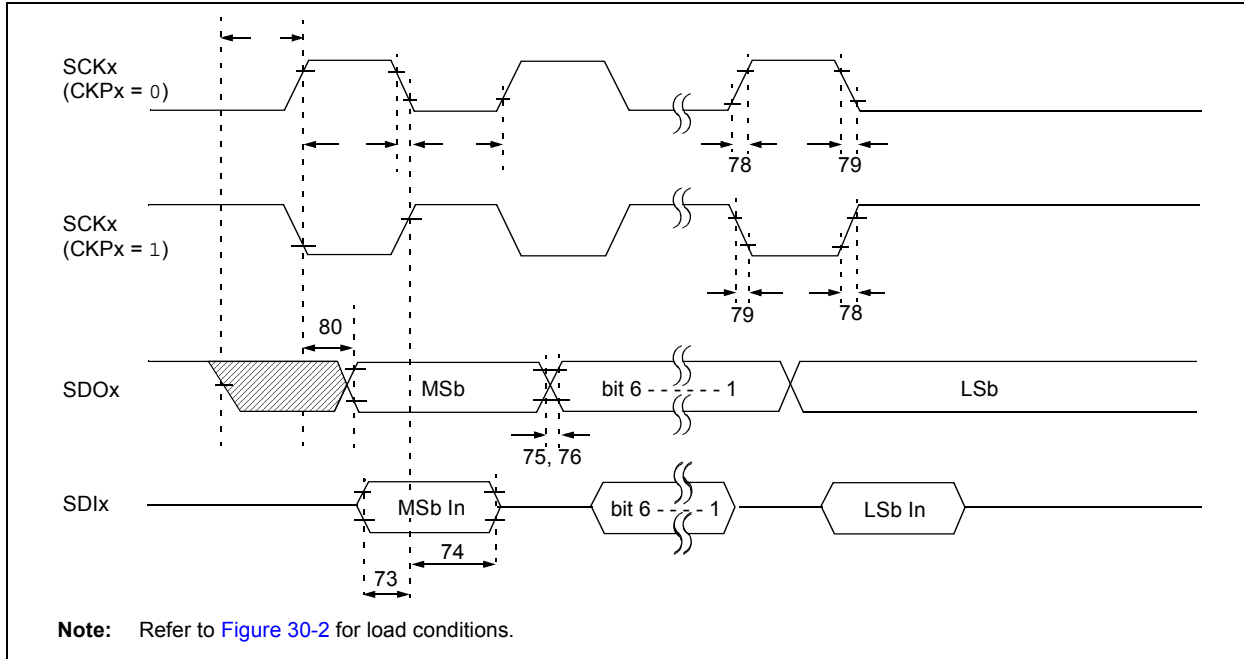 SCKx
(CKPx = 0)
78
79
SCKx
(CKPx = 1)
79
78
80
SDOx
MSb
bit 6 - - - - - - 1
LSb
75, 76
SDIx
MSb In
bit 6 - - - - - 1
LSb In
74
73
Note: Refer to Figure 30-2 for load conditions.